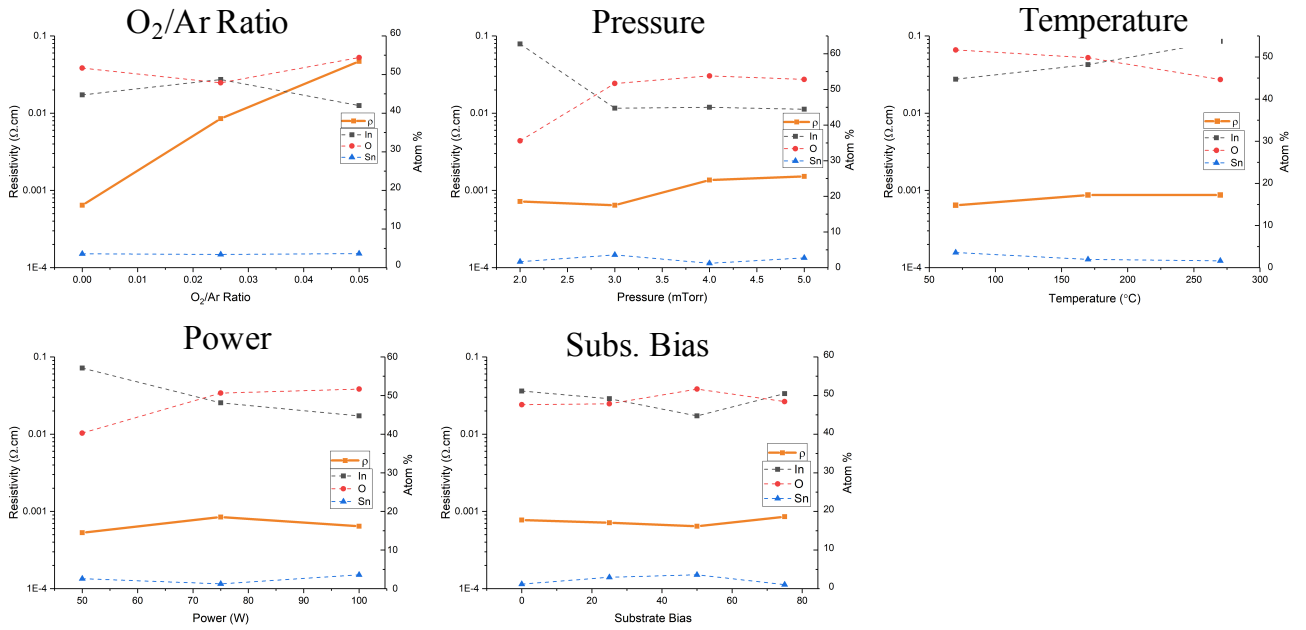 O₂/Ar Ratio
0.1
0.01
0.001
1E-4
Resistivity (Ω.cm)
60
50
40
30
20
10
0
Atom %
ρ
In
O
Sn
0.00 0.01 0.02 0.03 0.04 0.05
O₂/Ar Ratio
Pressure
0.1
0.01
0.001
1E-4
Resistivity (Ω.cm)
60
50
40
30
20
10
0
Atom %
ρ
In
O
Sn
2.0 2.5 3.0 3.5 4.0 4.5 5.0
Pressure (mTorr)
Temperature
0.1
0.01
0.001
1E-4
Resistivity (Ω.cm)
50
40
30
20
10
0
Atom %
ρ
In
O
Sn
50 100 150 200 250 300
Temperature (°C)
Power
0.1
0.01
0.001
1E-4
Resistivity (Ω.cm)
60
50
40
30
20
10
0
Atom %
ρ
In
O
Sn
50 60 70 80 90 100
Power (W)
Subs. Bias
0.1
0.01
0.001
1E-4
Resistivity (Ω.cm)
60
50
40
30
20
10
0
Atom %
ρ
In
O
Sn
0 20 40 60 80
Substrate Bias